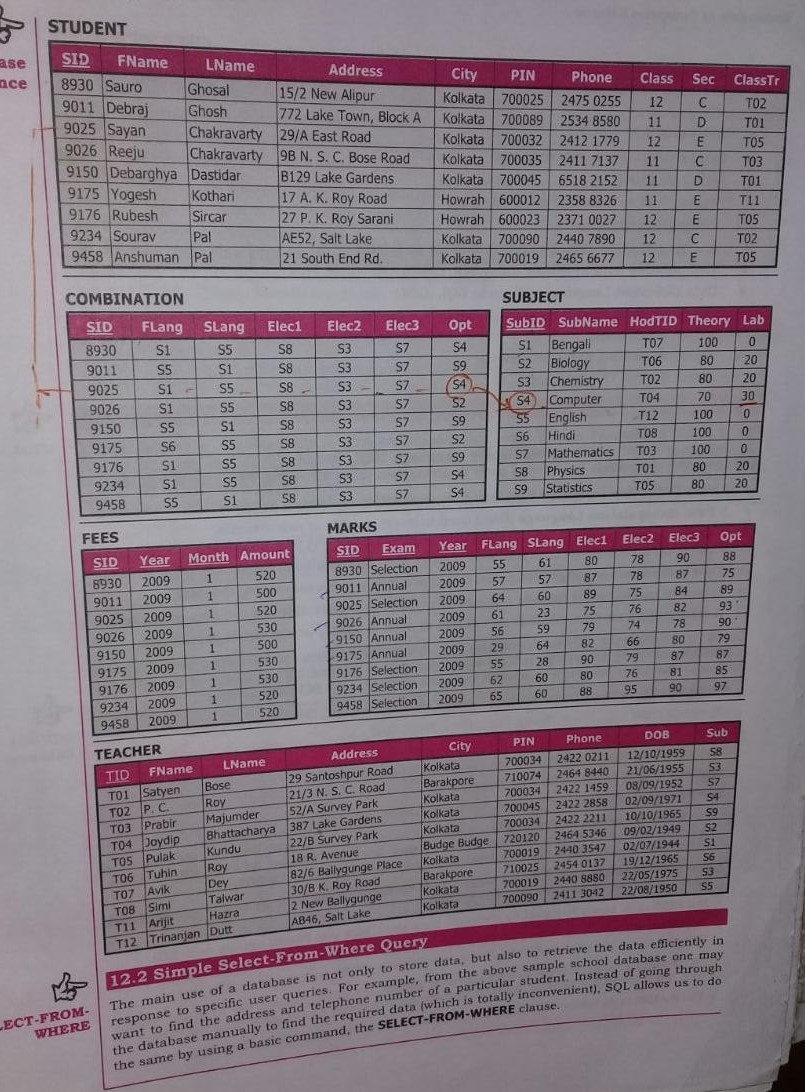 ase
nce
STUDENT
SID FName LName Address City PIN Phone Class Sec ClassTr
8930 Sauro Ghosal 15/2 New Alipur Kolkata 700025 2475 0255 12 C T02
9011 Debraj Ghosh 772 Lake Town, Block A Kolkata 700089 2534 8580 11 D T01
9025 Sayan Chakravarty 29/A East Road Kolkata 700032 2412 1779 12 E T05
9026 Reeju Chakravarty 9B N. S. C. Bose Road Kolkata 700035 2411 7137 11 C T03
9150 Debarghya Dastidar B129 Lake Gardens Kolkata 700045 6518 2152 11 D T01
9175 Yogesh Kothari 17 A. K. Roy Road Howrah 600012 2358 8326 11 E T11
9176 Rubesh Sircar 27 P. K. Roy Sarani Howrah 600023 2371 0027 12 E T05
9234 Sourav Pal AE52, Salt Lake Kolkata 700090 2440 7890 12 C T02
9458 Anshuman Pal 21 South End Rd. Kolkata 700019 2465 6677 12 E T05
COMBINATION
SID FLang SLang Elec1 Elec2 Elec3 Opt
8930 S1 S5 S8 S3 S7 S4
9011 S5 S1 S8 S3 S7 S9
9025 S1 S5 S8 S3 S7 S4
9026 S1 S5 S8 S3 S7 S2
9150 S5 S1 S8 S3 S7 S9
9175 S6 S5 S8 S3 S7 S2
9176 S1 S5 S8 S3 S7 S9
9234 S1 S5 S8 S3 S7 S4
9458 S5 S1 S8 S3 S7 S4
SUBJECT
SubID SubName HodTID Theory Lab
S1 Bengali T07 100 0
S2 Biology T06 80 20
S3 Chemistry T02 80 20
S4 Computer T04 70 30
S5 English T12 100 0
S6 Hindi T08 100 0
S7 Mathematics T03 100 0
S8 Physics T01 80 20
S9 Statistics T05 80 20
FEES
SID Year Month Amount
8930 2009 1 520
9011 2009 1 500
9025 2009 1 520
9026 2009 1 530
9150 2009 1 500
9175 2009 1 530
9176 2009 1 530
9234 2009 1 520
9458 2009 1 520
MARKS
SID Exam Year FLang SLang Elec1 Elec2 Elec3 Opt
8930 Selection 2009 55 61 80 78 90 88
9011 Annual 2009 57 57 87 78 87 75
9025 Selection 2009 64 60 89 75 84 89
9026 Annual 2009 61 23 75 76 82 93
9150 Annual 2009 56 59 79 74 78 90
9175 Annual 2009 29 64 82 66 80 79
9176 Selection 2009 55 28 90 79 87 87
9234 Selection 2009 62 60 80 76 81 85
9458 Selection 2009 65 60 88 95 90 97
TEACHER
TID FName LName Address City PIN Phone DOB Sub
T01 Satyen Bose 29 Santoshpur Road Kolkata 700034 2422 0211 12/10/1959 S8
T02 P. C. Roy 21/3 N. S. C. Road Barakpore 710074 2464 8440 21/06/1955 S3
T03 Prabir Majumder 52/A Survey Park Kolkata 700034 2422 1459 08/09/1952 S7
T04 Joydip Bhattacharya 387 Lake Gardens Kolkata 700045 2422 2858 02/09/1971 S4
T05 Pulak Kundu 22/B Survey Park Kolkata 700034 2422 2211 10/10/1965 S9
T06 Tuhin Roy 18 R. Avenue Budge Budge 720120 2464 5346 09/02/1949 S2
T07 Avik Dey 82/6 Ballygunge Place Kolkata 700019 2440 3547 02/07/1944 S1
T08 Simi Talwar 30/B K. Roy Road Barakpore 710025 2454 0137 19/12/1965 S6
T11 Arijit Hazra 2 New Ballygunge Kolkata 700019 2440 8880 22/05/1975 S3
T12 Trinanjan Dutt AB46, Salt Lake Kolkata 700090 2411 3042 22/08/1950 S5
12.2 Simple Select-From-Where Query
LECT-FROM-
WHERE
The main use of a database is not only to store data, but also to retrieve the data efficiently in
response to specific user queries. For example, from the above sample school database one may
want to find the address and telephone number of a particular student. Instead of going through
the database manually to find the required data (which is totally inconvenient), SQL allows us to do
the same by using a basic command, the SELECT-FROM-WHERE clause.